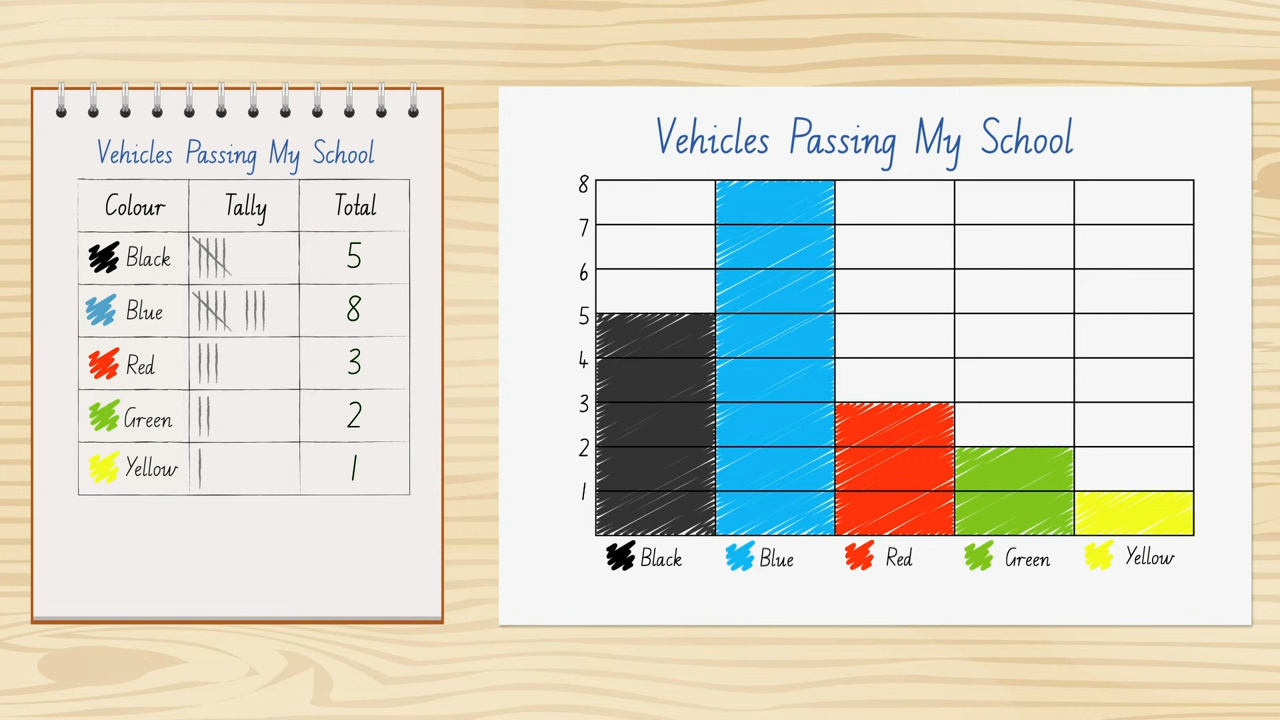 Vehicles Passing My School
Colour Tally Total
Black 5
Blue 8
Red 3
Green 2
Yellow 1
Vehicles Passing My School
8
7
6
5
4
3
2
1
Black Blue Red Green Yellow